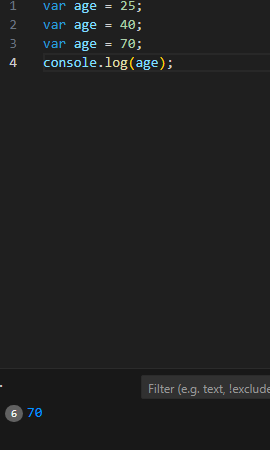 1 var age = 25;
2 var age = 40;
3 var age = 70;
4 console.log(age);
Filter (e.g. text, !exclude
6 70